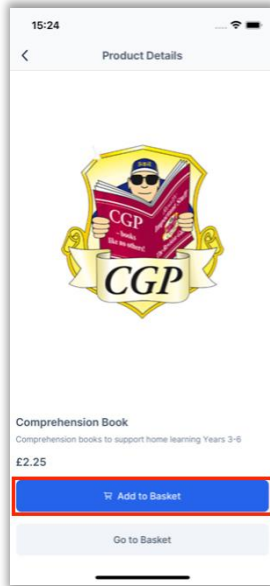 15:24
Product Details
CGP
– books
like no others!
CGP
Comprehension Book
Comprehension books to support home learning Years 3-6
£2.25
Add to Basket
Go to Basket